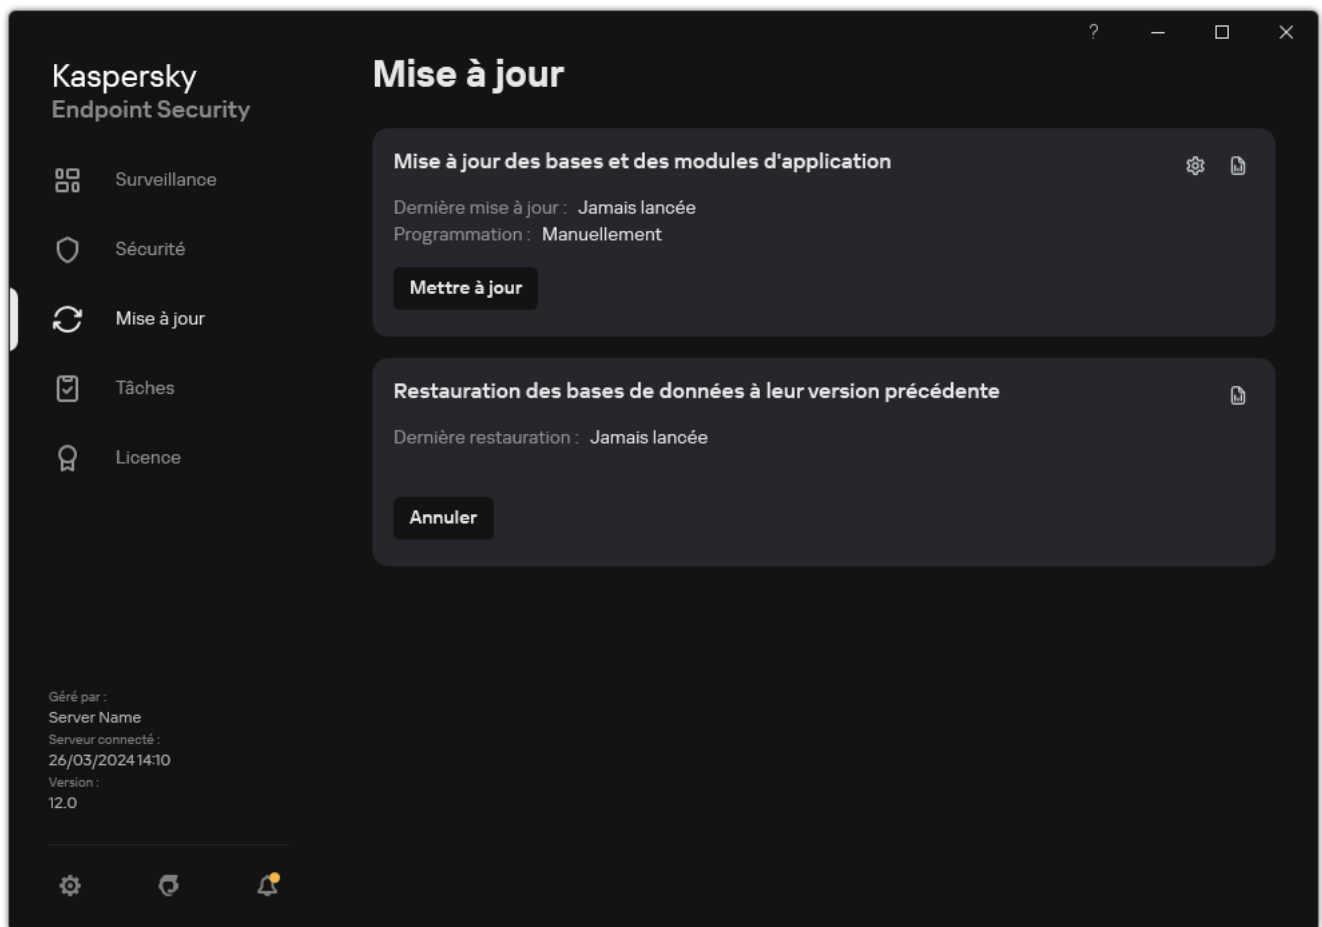 ?
Kaspersky
Endpoint Security
Surveillance
Sécurité
Mise à jour
Tâches
Licence
Géré par :
Server Name
Serveur connecté :
26/03/2024 14:10
Version :
12.0
Mise à jour
Mise à jour des bases et des modules d'application
Dernière mise à jour : Jamais lancée
Programmation : Manuellement
Mettre à jour
Restauration des bases de données à leur version précédente
Dernière restauration : Jamais lancée
Annuler